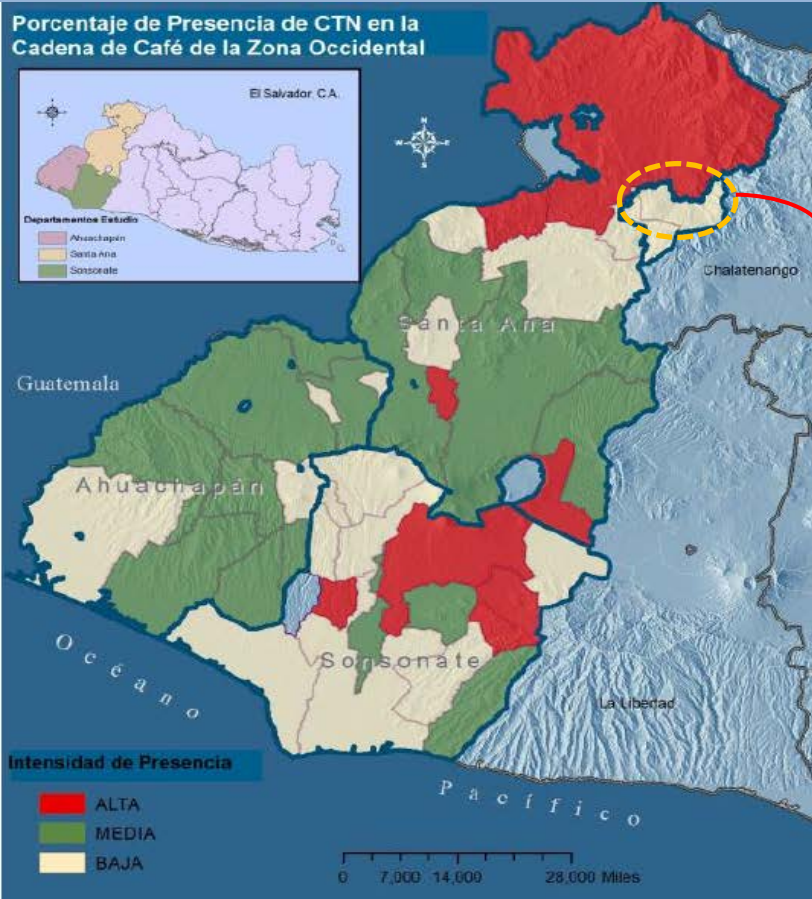 Porcentaje de Presencia de CTN en la
Cadena de Café de la Zona Occidental
El Salvador, C.A.
N
W
E
S
Departamentos Estudio
Ahuachapán
Santa Ana
Sonsonate
Chalatenango
Santa Ana
Guatemala
Ahuachapán
Océano
Sonsonate
La Libertad
Intensidad de Presencia
Pacífico
ALTA
MEDIA
BAJA
0 7,000 14,000 28,000 Miles